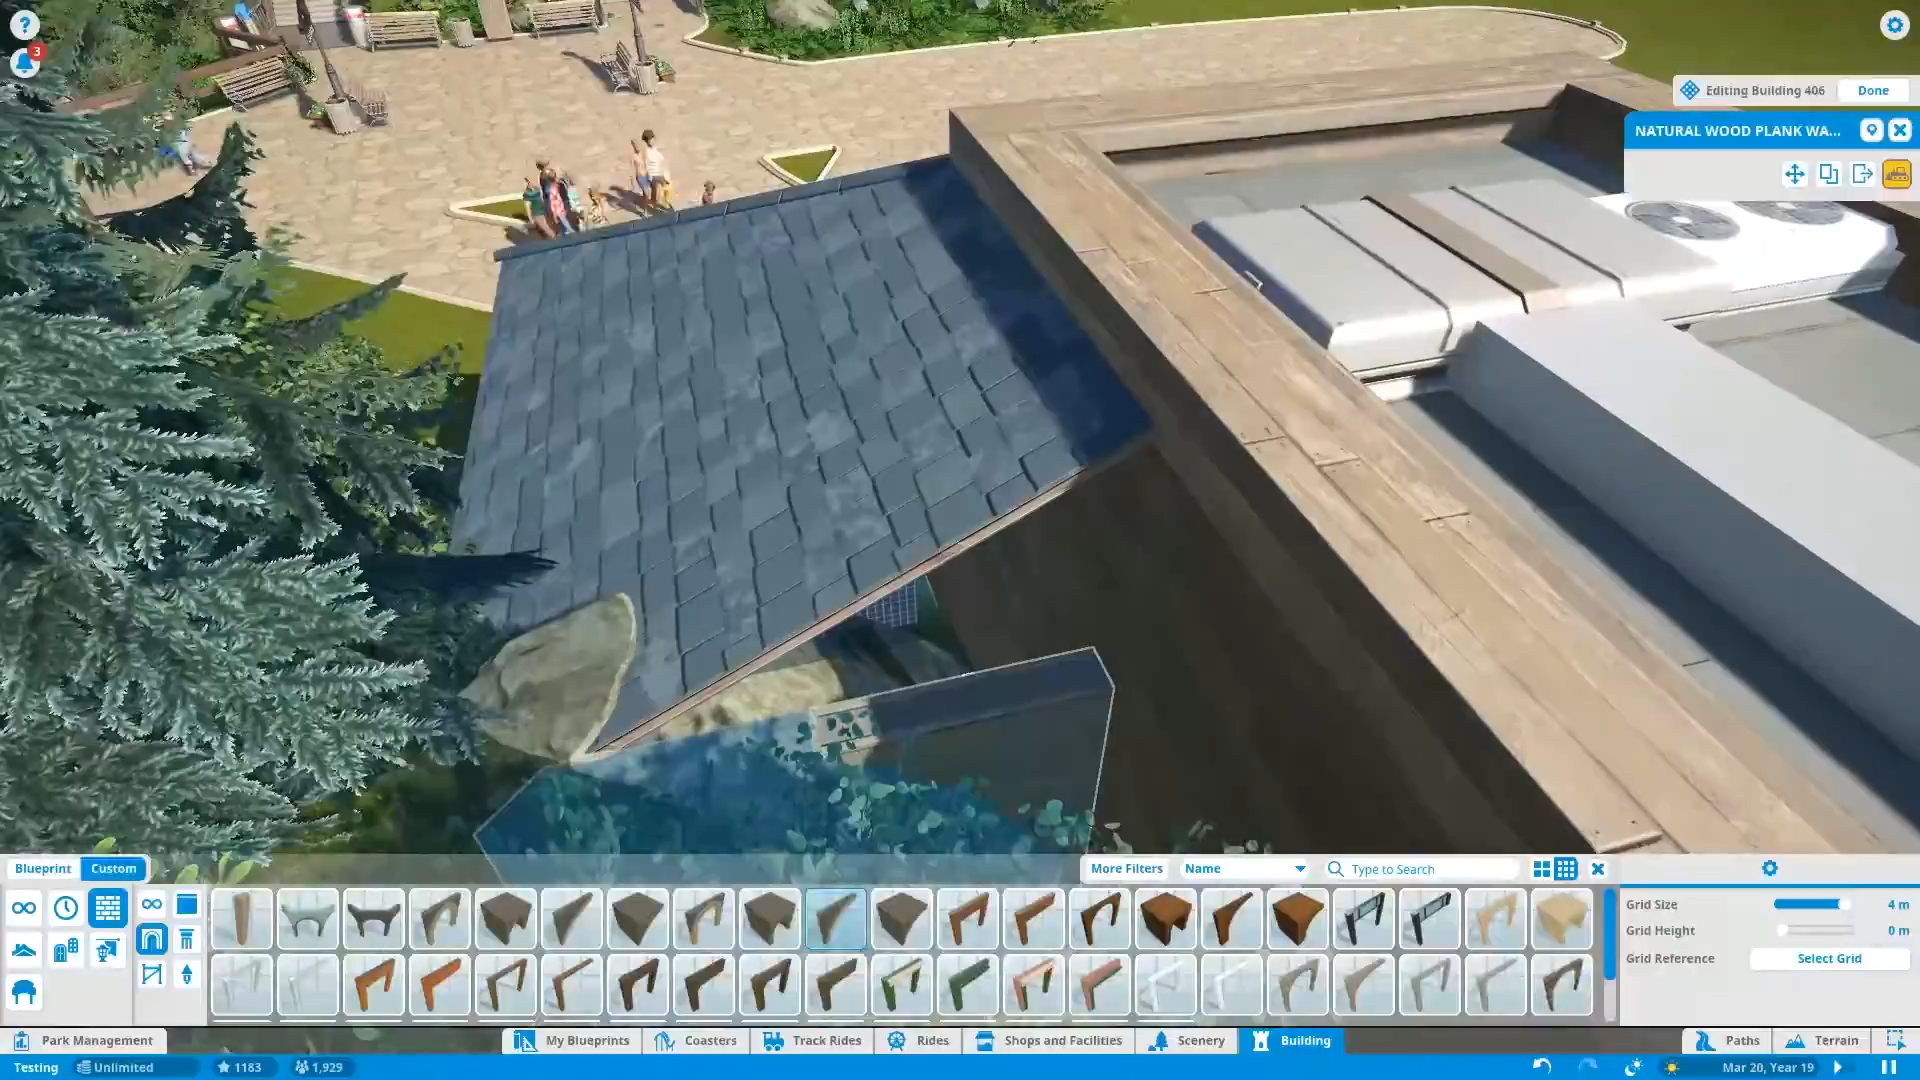 ?
3
Editing Building 406
Done
NATURAL WOOD PLANK WA...
Blueprint
Custom
More Filters
Name
Type to Search
Grid Size
4 m
Grid Height
0 m
Grid Reference
Select Grid
Park Management
My Blueprints
Coasters
Track Rides
Rides
Shops and Facilities
Scenery
Building
Paths
Terrain
Testing
Unlimited
1183
1,929
Mar 20, Year 19